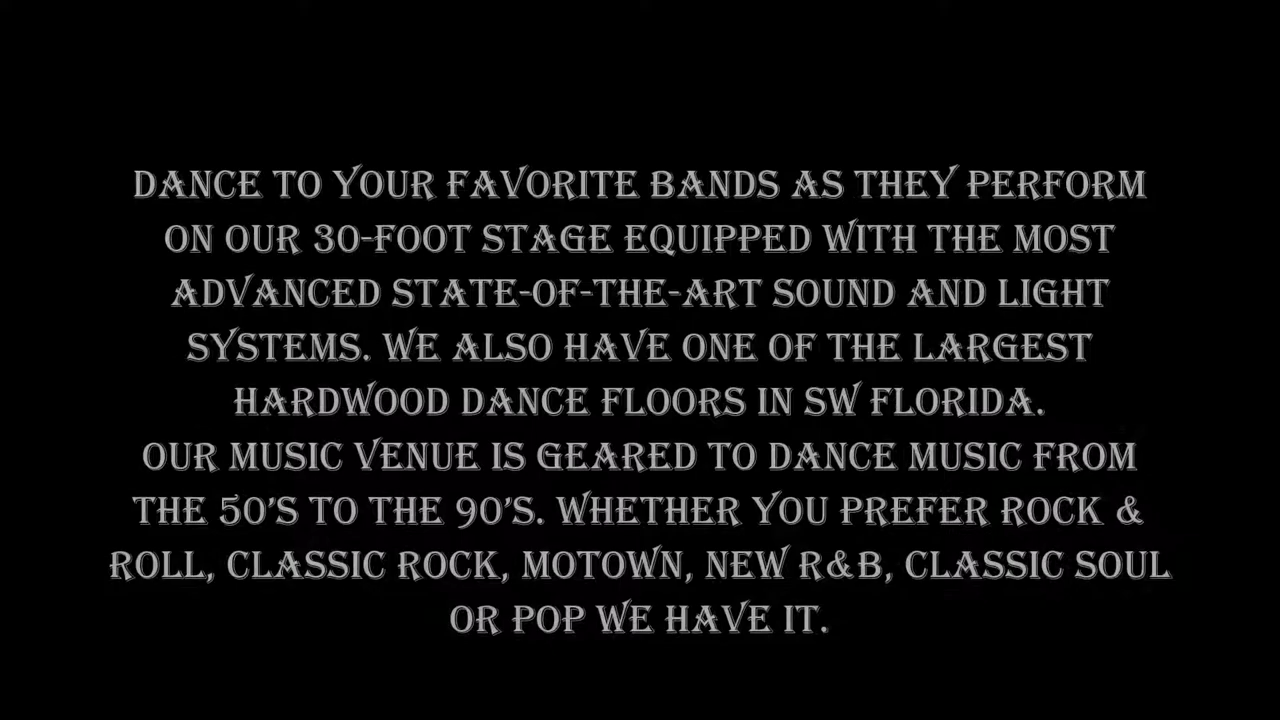 DANCE TO YOUR FAVORITE BANDS AS THEY PERFORM
ON OUR 30-FOOT STAGE EQUIPPED WITH THE MOST
ADVANCED STATE-OF-THE-ART SOUND AND LIGHT
SYSTEMS. WE ALSO HAVE ONE OF THE LARGEST
HARDWOOD DANCE FLOORS IN SW FLORIDA.
OUR MUSIC VENUE IS GEARED TO DANCE MUSIC FROM
THE 50’S TO THE 90’S. WHETHER YOU PREFER ROCK &
ROLL, CLASSIC ROCK, MOTOWN, NEW R&B, CLASSIC SOUL
OR POP WE HAVE IT.